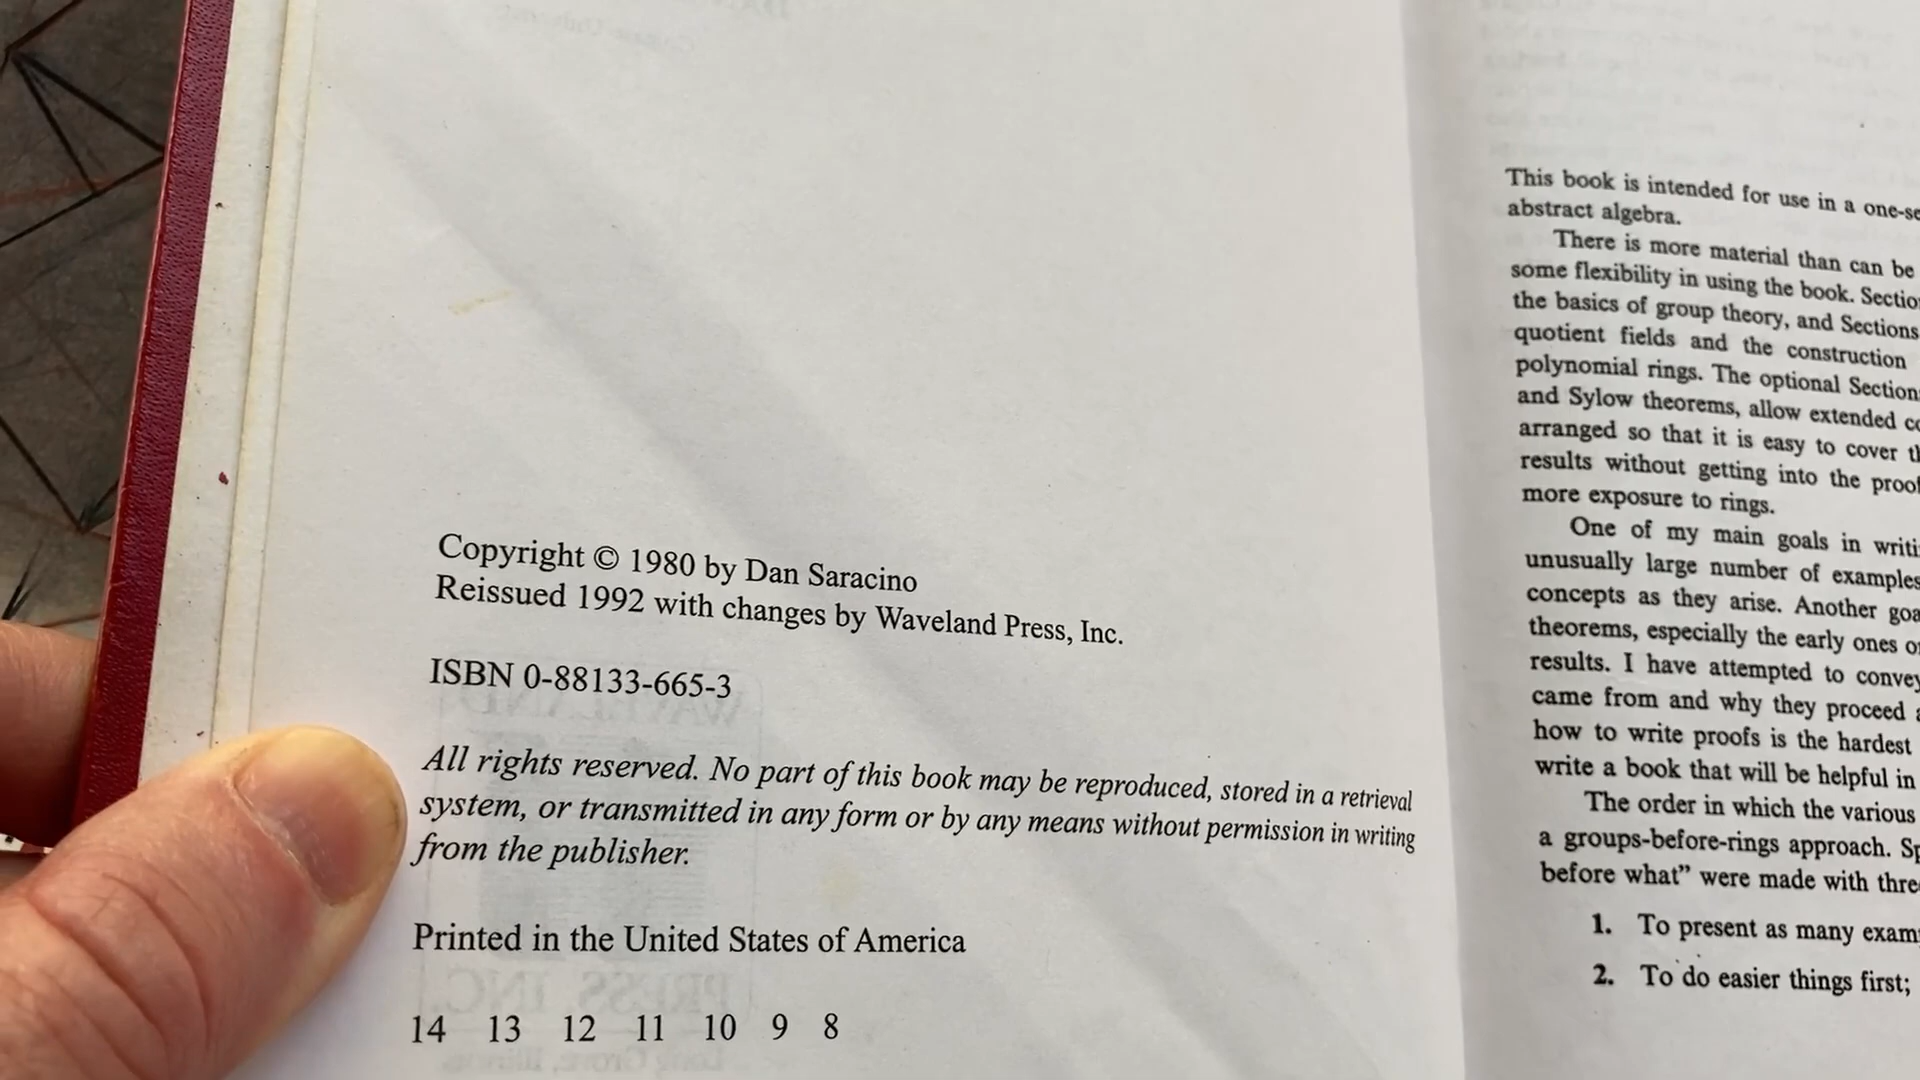 Copyright © 1980 by Dan Saracino
Reissued 1992 with changes by Waveland Press, Inc.
ISBN 0-88133-665-3
All rights reserved. No part of this book may be reproduced, stored in a retrieval
system, or transmitted in any form or by any means without permission in writing
from the publisher.
Printed in the United States of America
14 13 12 11 10 9 8
This book is intended for use in a
abstract algebra.
There is more material than can be
some flexibility in using the book.
the basics of group theory, and Sections
quotient fields and the construction
polynomial rings. The optional
and Sylow theorems, allow extended
arranged so that it is easy to cover
results without getting into the
more exposure to rings.
One of my main goals in
unusually large number of examples
concepts as they arise. Another
theorems, especially the early ones
results. I have attempted to
came from and why they proceed
how to write proofs is the hardest
write a book that will be helpful in
The order in which the various
a groups-before-rings approach.
before what” were made with
1. To present as many
2. To do easier things first;